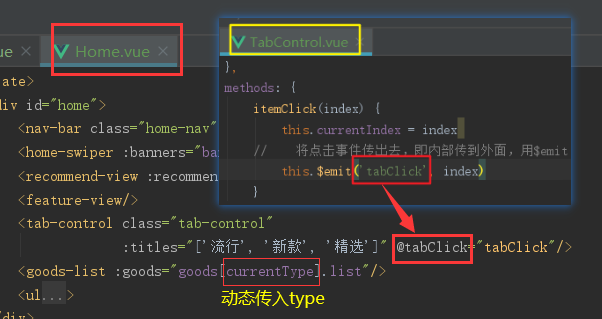 ue
Home.vue
TabControl.vue
},
methods: {
itemClick(index) {
this.currentIndex = index
// 将点击事件传出去，即内部传到外面，用$emit
this.$emit('tabClick', index)
}
ate>
div id="home">
<nav-bar class="home-nav"
<home-swiper :banners="ba
<recommend-view :recommen
<feature-view/>
<tab-control class="tab-control"
:titles="['流行', '新款', '精选']" @tabClick="tabClick"/>
<goods-list :goods="goods[currentType].list"/>
动态传入type
<ul...>
/div>